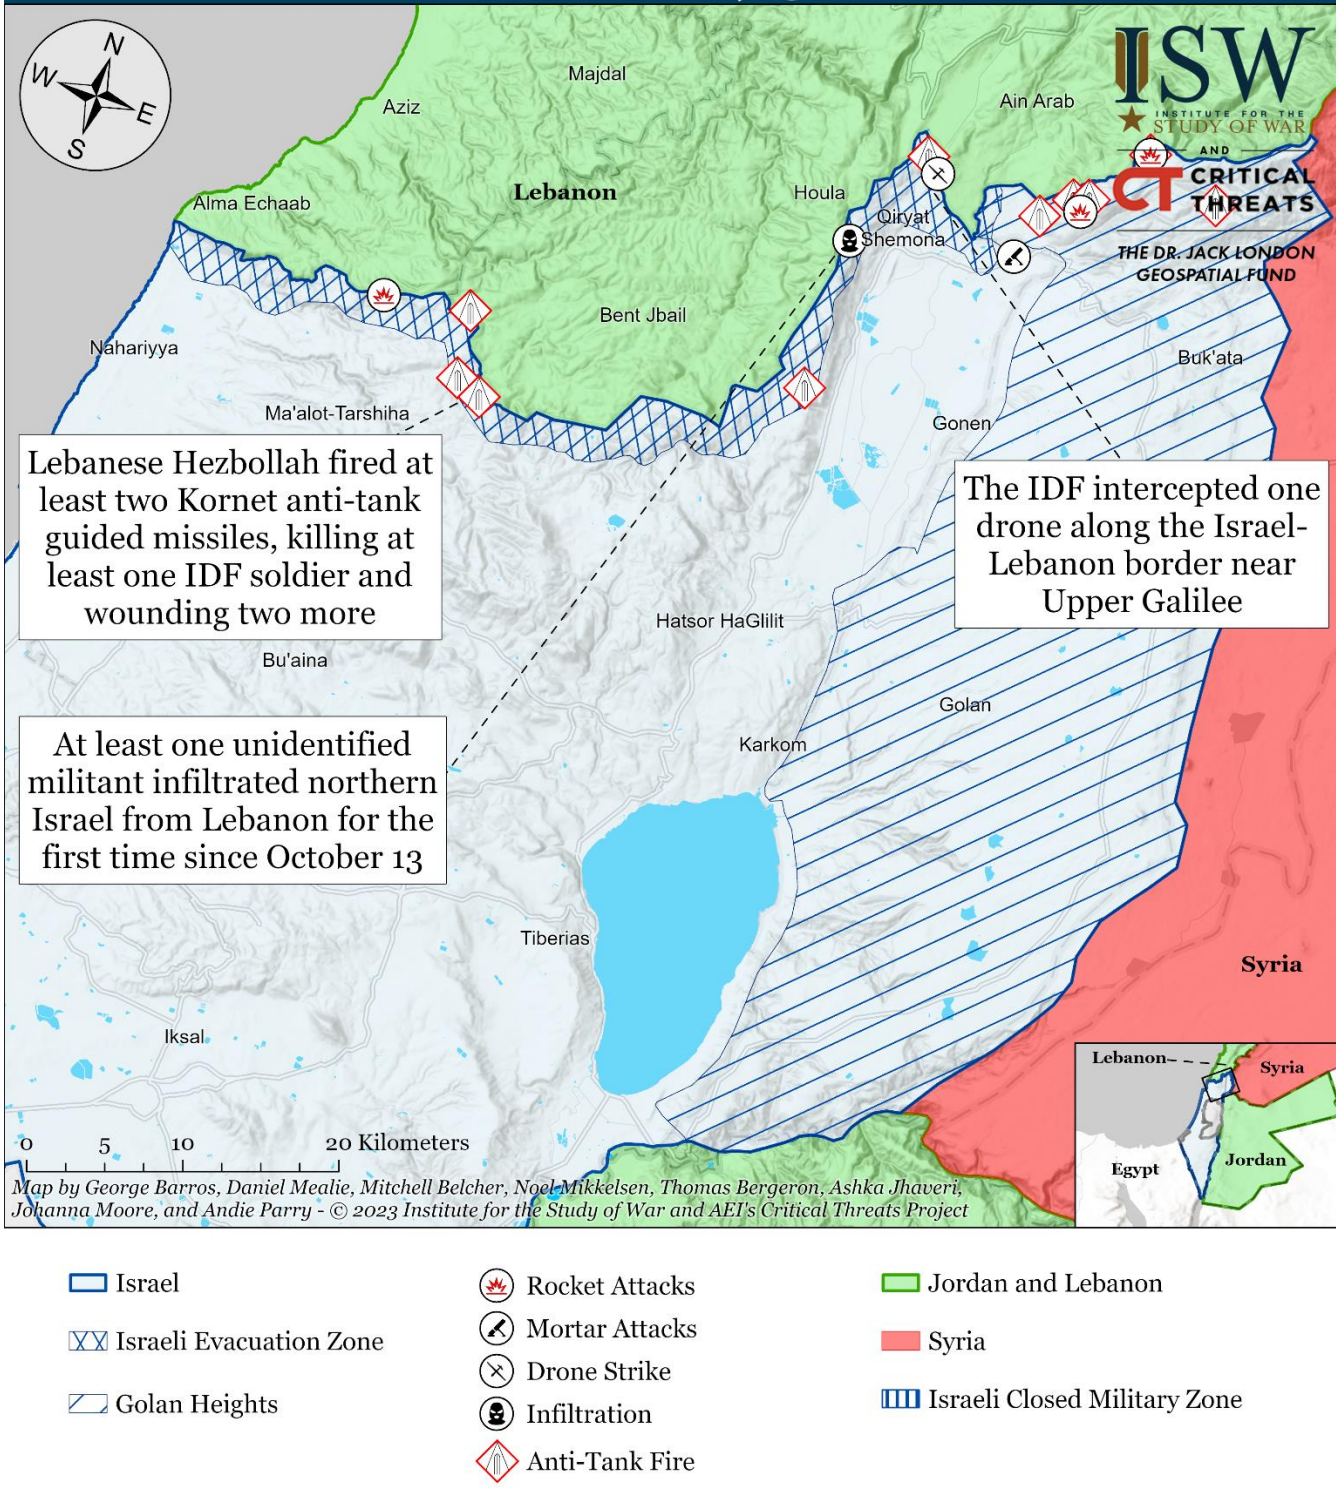 N
W
E
S
Majdal
Aziz
Ain Arab
ISW
INSTITUTE FOR THE
STUDY OF WAR
AND
CT CRITICAL
THREATS
THE DR. JACK LONDON
GEOSPATIAL FUND
Lebanon
Houla
Alma Echaab
Qiryat
Shemona
Bent Jbail
Nahariyya
Buk'ata
Ma'alot-Tarshiha
Gonen
Lebanese Hezbollah fired at
least two Kornet anti-tank
guided missiles, killing at
least one IDF soldier and
wounding two more
The IDF intercepted one
drone along the Israel-
Lebanon border near
Upper Galilee
Hatsor HaGlilit
Bu'aina
Golan
At least one unidentified
militant infiltrated northern
Israel from Lebanon for the
first time since October 13
Karkom
Tiberias
Syria
Iksal
Lebanon
Syria
Egypt
Jordan
0 5 10 20 Kilometers
Map by George Barros, Daniel Mealie, Mitchell Belcher, Noel Mikkelsen, Thomas Bergeron, Ashka Jhaveri,
Johanna Moore, and Andie Parry - © 2023 Institute for the Study of War and AEI's Critical Threats Project
Israel
Israeli Evacuation Zone
Golan Heights
Rocket Attacks
Mortar Attacks
Drone Strike
Infiltration
Anti-Tank Fire
Jordan and Lebanon
Syria
Israeli Closed Military Zone